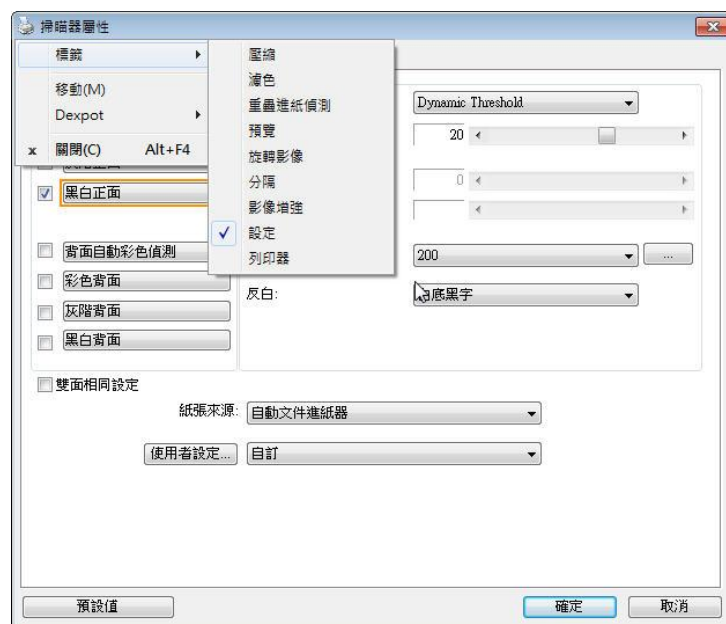 掃瞄器屬性
標籤
移動(M)
Dexpot
x 關閉(C) Alt+F4
壓縮
濾色
重疊進紙偵測
預覽
旋轉影像
分隔
影像增強
設定
列印器
Dynamic Threshold
20
黑白正面
0
背面自動彩色偵測
200
...
彩色背面
反白:
底黑字
灰階背面
黑白背面
雙面相同設定
紙張來源:
自動文件進紙器
使用者設定...
自訂
預設值
確定
取消